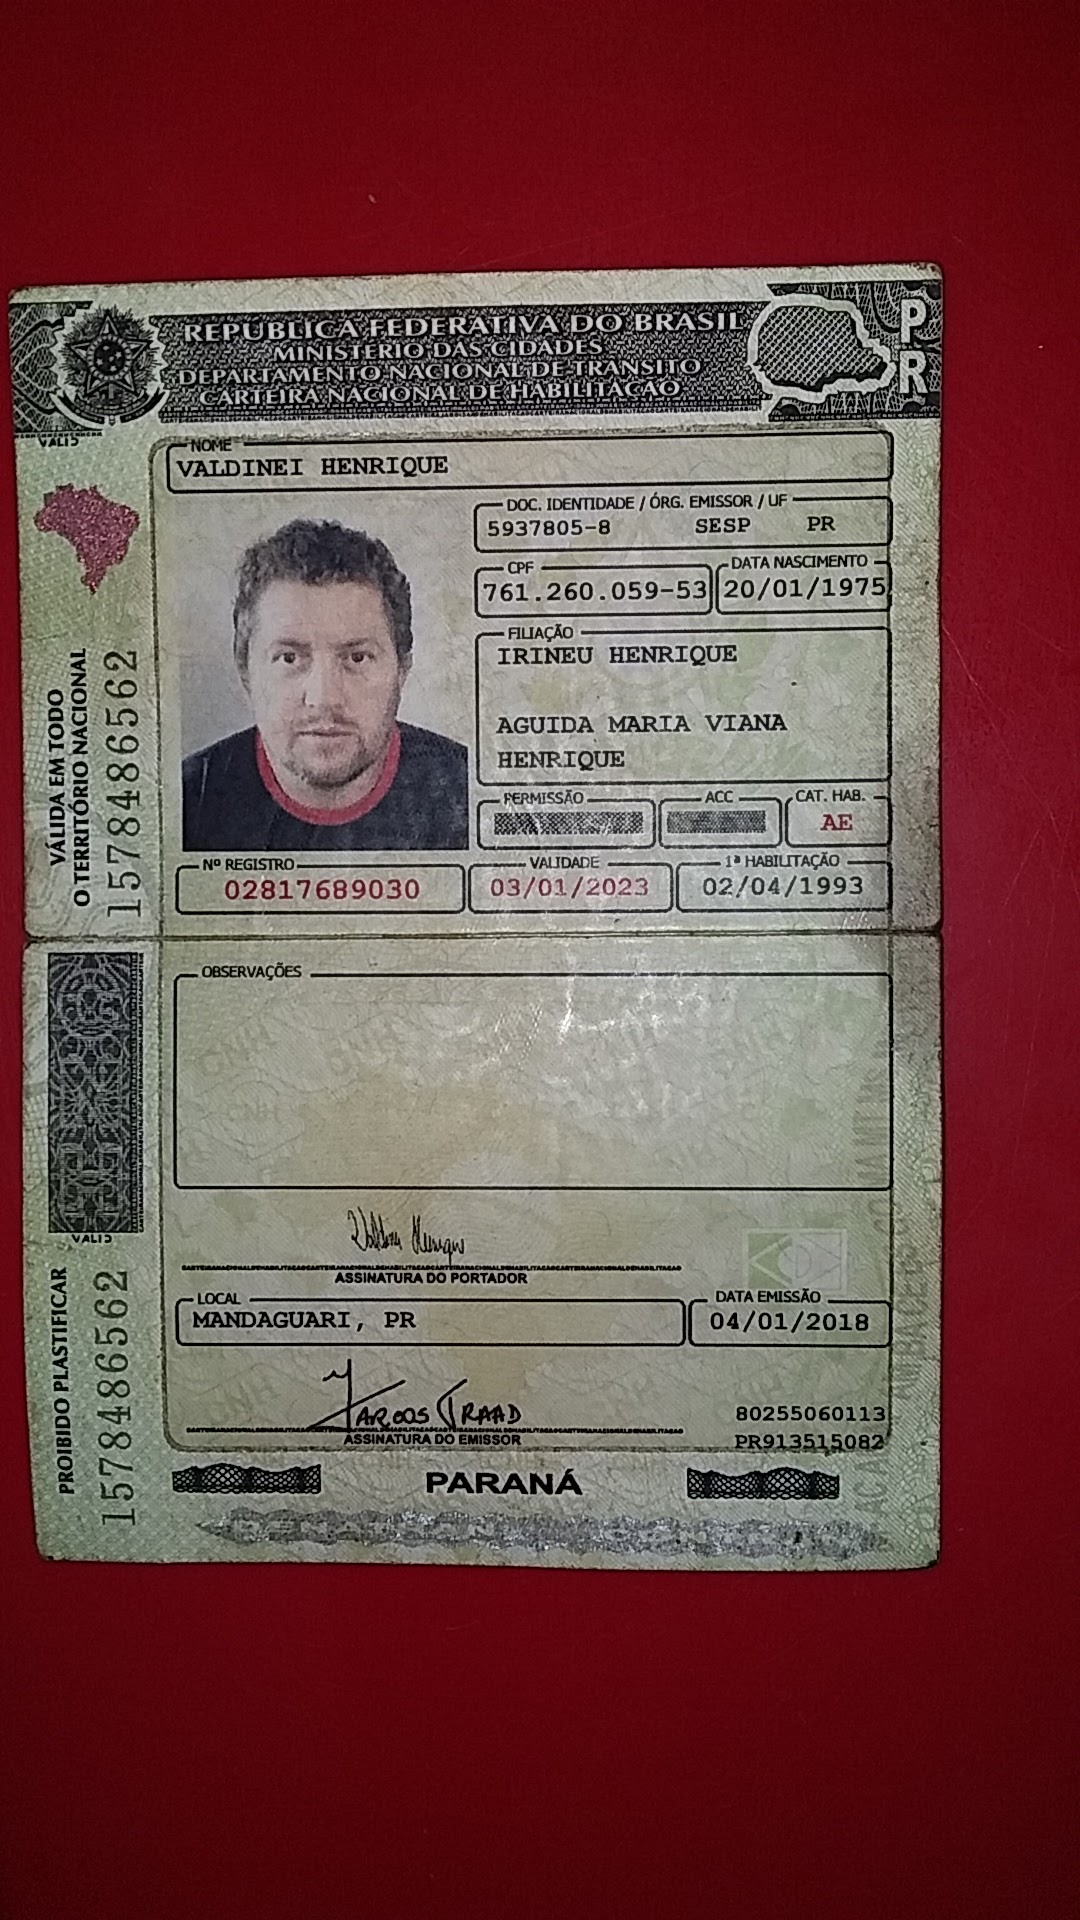 REPÚBLICA FEDERATIVA DO BRASIL
MINISTÉRIO DAS CIDADES
DEPARTAMENTO NACIONAL DE TRÂNSITO
CARTEIRA NACIONAL DE HABILITAÇÃO
PR
VALID
NOME
VALDINEI HENRIQUE
DOC. IDENTIDADE / ÓRG. EMISSOR / UF
5937805-8 SESP PR
CPF DATA NASCIMENTO
761.260.059-53 20/01/1975
FILIAÇÃO
IRINEU HENRIQUE
AGUIDA MARIA VIANA
HENRIQUE
PERMISSÃO ACC CAT. HAB.
AE
Nº REGISTRO VALIDADE 1ª HABILITAÇÃO
02817689030 03/01/2023 02/04/1993
VÁLIDA EM TODO
O TERRITÓRIO NACIONAL
1578486562
OBSERVAÇÕES
VALID
ASSINATURA DO PORTADOR
LOCAL DATA EMISSÃO
MANDAGUARI, PR 04/01/2018
MARCOS TRAAD
ASSINATURA DO EMISSOR
80255060113
PR913515082
PROIBIDO PLASTIFICAR
1578486562
PARANÁ